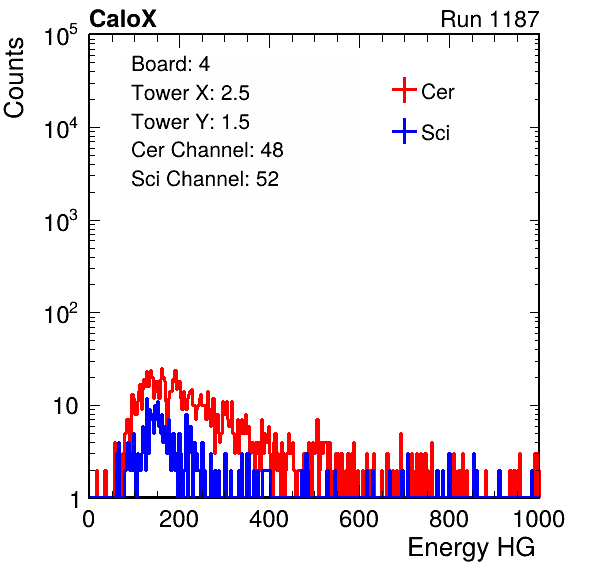 CaloX Run 1187
Board: 4
Tower X: 2.5
Tower Y: 1.5
Cer Channel: 48
Sci Channel: 52
Cer
Sci
Counts
10^5
10^4
10^3
10^2
10
1
0 200 400 600 800 1000
Energy HG